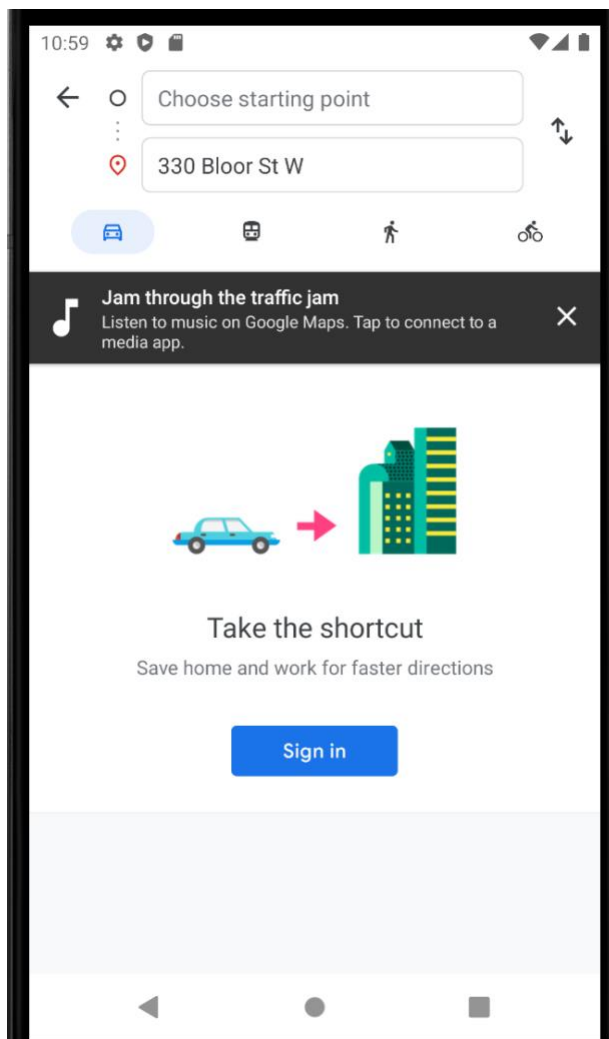 10:59
Choose starting point
330 Bloor St W
Jam through the traffic jam
Listen to music on Google Maps. Tap to connect to a
media app.
Take the shortcut
Save home and work for faster directions
Sign in